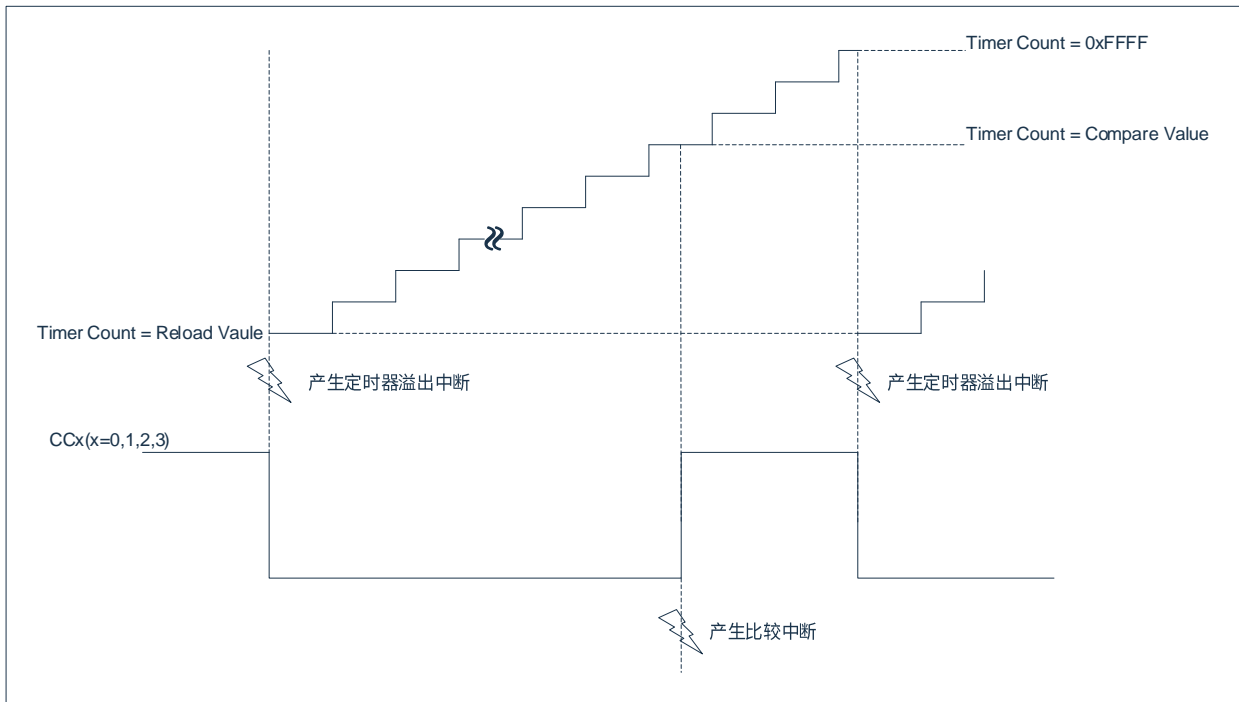 Timer Count = 0xFFFF
Timer Count = Compare Value
Timer Count = Reload Vaule
产生定时器溢出中断
产生定时器溢出中断
CCx(x=0,1,2,3)
产生比较中断